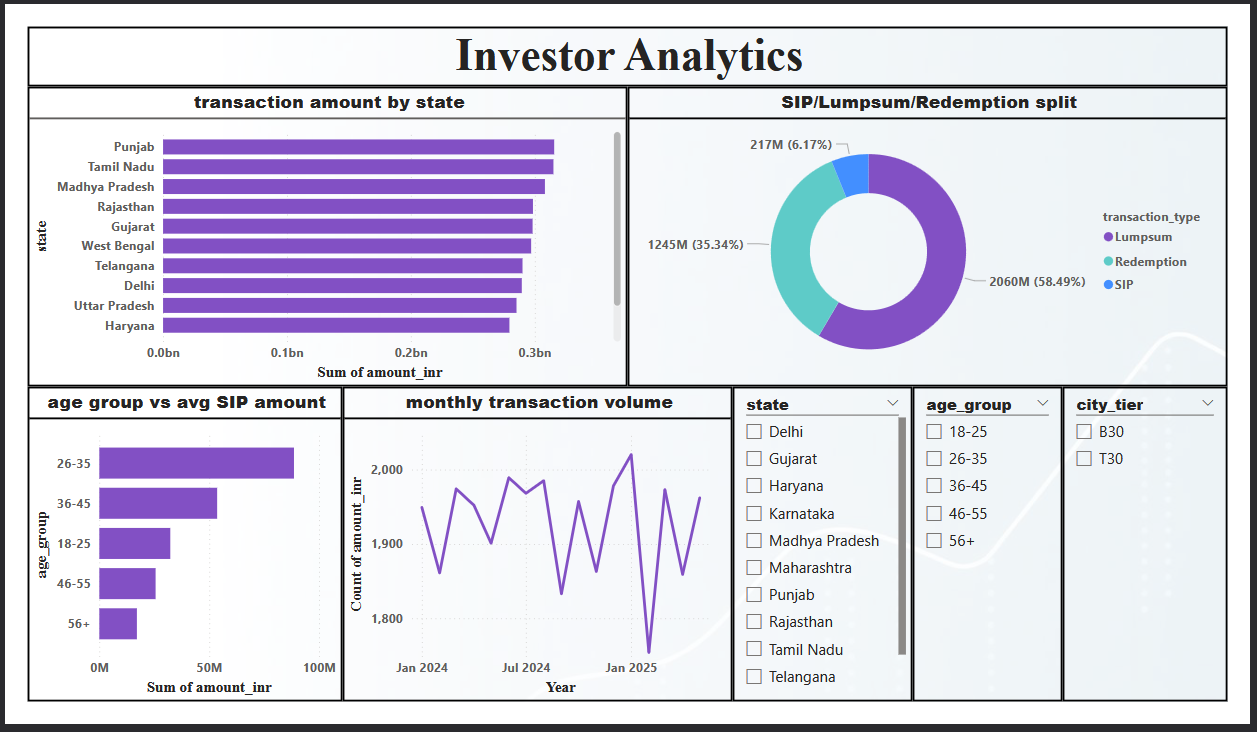 Investor Analytics
transaction amount by state
state
Punjab
Tamil Nadu
Madhya Pradesh
Rajasthan
Gujarat
West Bengal
Telangana
Delhi
Uttar Pradesh
Haryana
0.0bn 0.1bn 0.2bn 0.3bn
Sum of amount_inr
SIP/Lumpsum/Redemption split
217M (6.17%)
1245M (35.34%)
2060M (58.49%)
transaction_type
Lumpsum
Redemption
SIP
age group vs avg SIP amount
age_group
26-35
36-45
18-25
46-55
56+
0M 50M 100M
Sum of amount_inr
monthly transaction volume
Count of amount_inr
2,000
1,900
1,800
Jan 2024 Jul 2024 Jan 2025
Year
state
Delhi
Gujarat
Haryana
Karnataka
Madhya Pradesh
Maharashtra
Punjab
Rajasthan
Tamil Nadu
Telangana
age_group
18-25
26-35
36-45
46-55
56+
city_tier
B30
T30